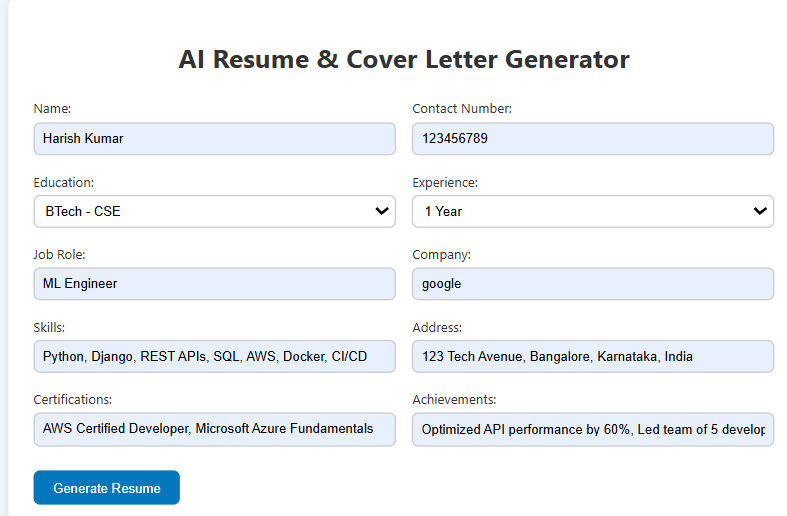 AI Resume & Cover Letter Generator
Name: Contact Number:
Harish Kumar 123456789
Education: Experience:
BTech - CSE 1 Year
Job Role: Company:
ML Engineer google
Skills: Address:
Python, Django, REST APIs, SQL, AWS, Docker, CI/CD 123 Tech Avenue, Bangalore, Karnataka, India
Certifications: Achievements:
AWS Certified Developer, Microsoft Azure Fundamentals Optimized API performance by 60%, Led team of 5 develop
Generate Resume